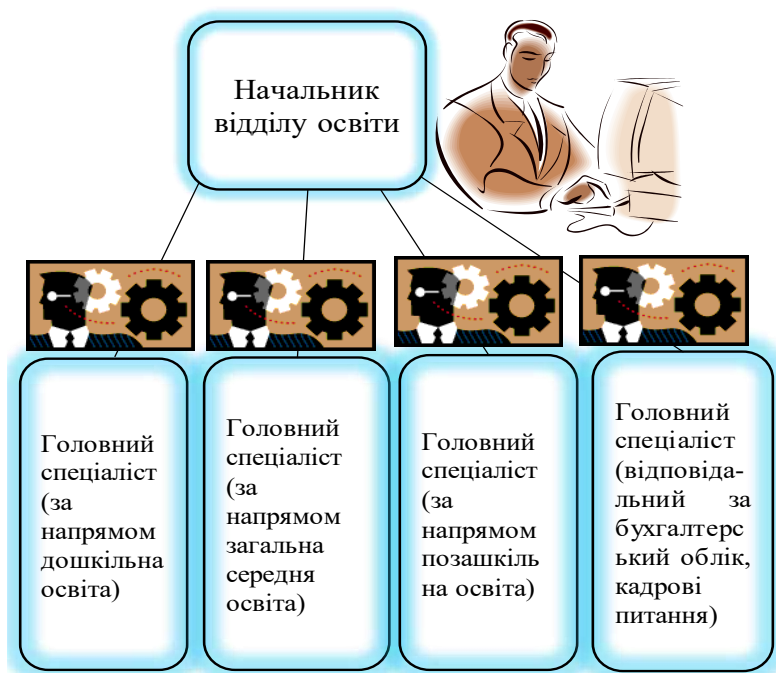 Начальник
відділу освіти
Головний
спеціаліст
(за
напрямом
дошкільна
освіта)
Головний
спеціаліст
(за
напрямом
загальна
середня
освіта)
Головний
спеціаліст
(за
напрямом
позашкіль
на освіта)
Головний
спеціаліст
(відповіда-
льний за
бухгалтерс
ький облік,
кадрові
питання)